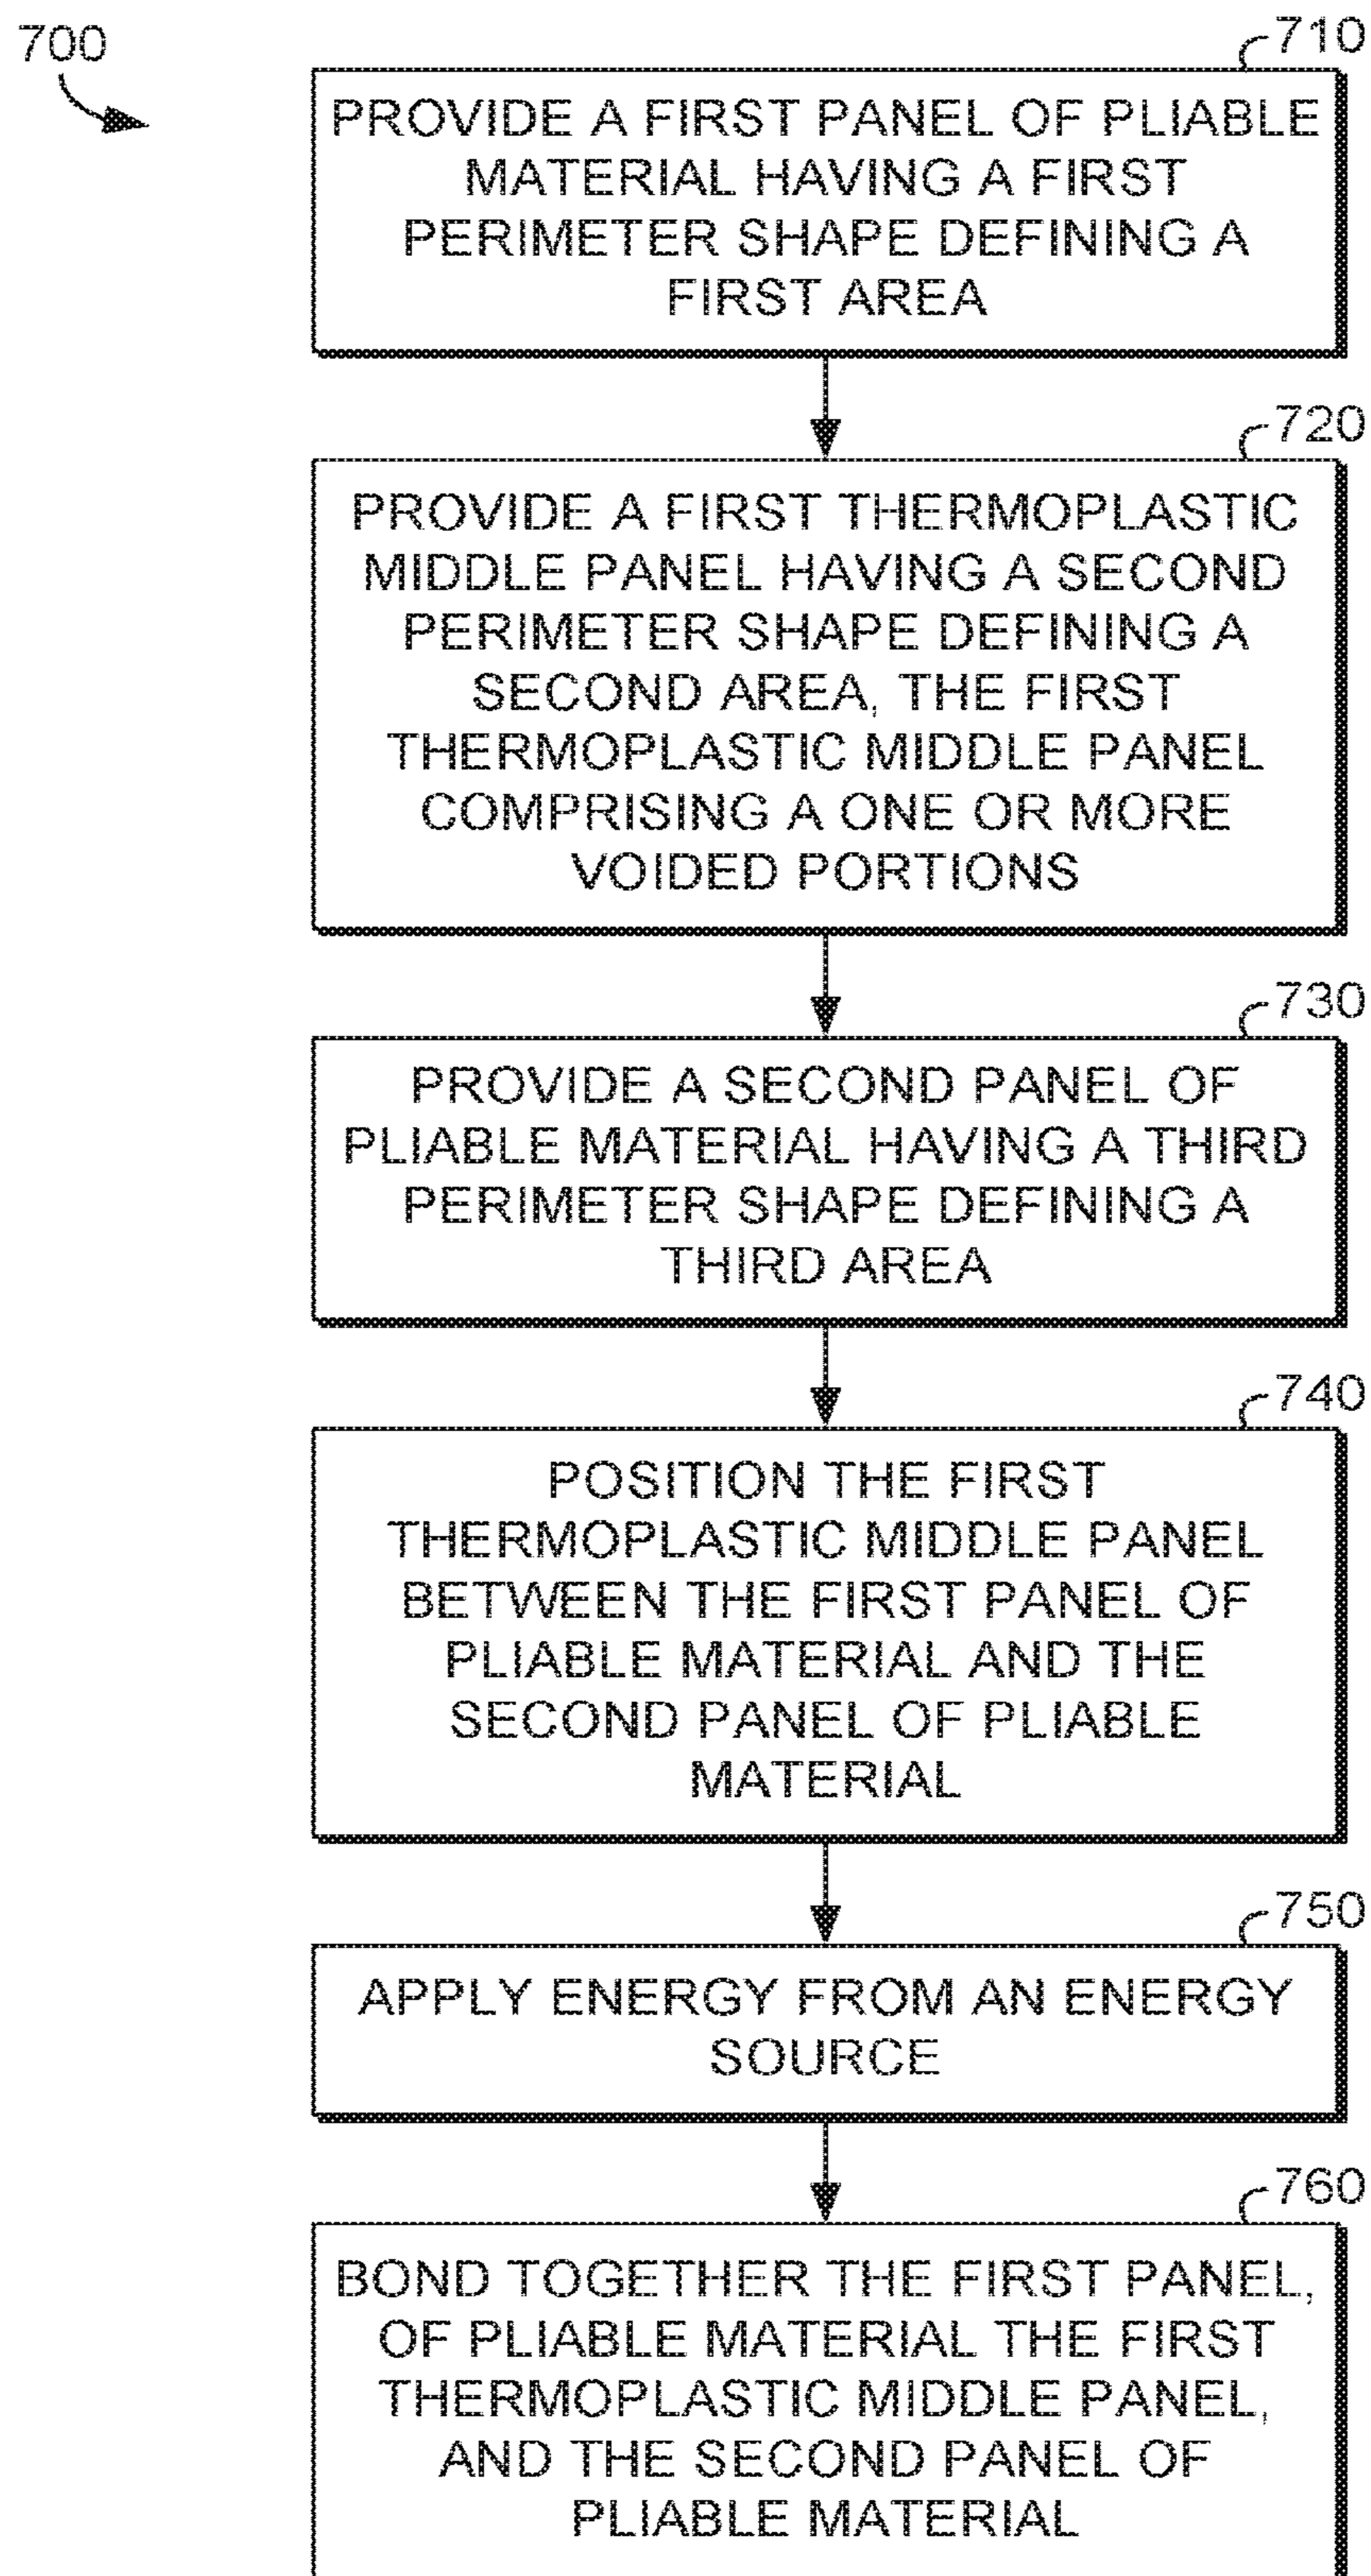 700
710
PROVIDE A FIRST PANEL OF PLIABLE
MATERIAL HAVING A FIRST
PERIMETER SHAPE DEFINING A
FIRST AREA
720
PROVIDE A FIRST THERMOPLASTIC
MIDDLE PANEL HAVING A SECOND
PERIMETER SHAPE DEFINING A
SECOND AREA, THE FIRST
THERMOPLASTIC MIDDLE PANEL
COMPRISING A ONE OR MORE
VOIDED PORTIONS
730
PROVIDE A SECOND PANEL OF
PLIABLE MATERIAL HAVING A THIRD
PERIMETER SHAPE DEFINING A
THIRD AREA
740
POSITION THE FIRST
THERMOPLASTIC MIDDLE PANEL
BETWEEN THE FIRST PANEL OF
PLIABLE MATERIAL AND THE
SECOND PANEL OF PLIABLE
MATERIAL
750
APPLY ENERGY FROM AN ENERGY
SOURCE
760
BOND TOGETHER THE FIRST PANEL,
OF PLIABLE MATERIAL THE FIRST
THERMOPLASTIC MIDDLE PANEL,
AND THE SECOND PANEL OF
PLIABLE MATERIAL